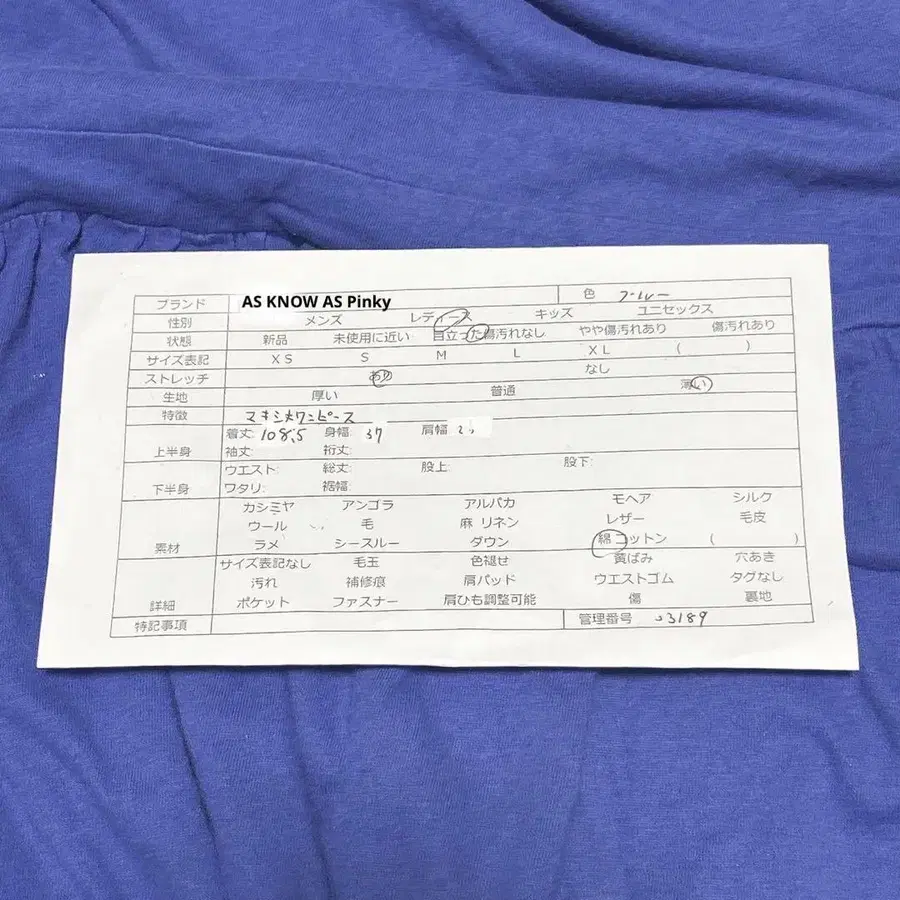 ブランド AS KNOW AS Pinky 色 ブルー
性別 メンズ レディース キッズ ユニセックス
状態 新品 未使用に近い 目立った傷汚れなし やや傷汚れあり 傷汚れあり
サイズ表記 XS S M L XL ( )
ストレッチ あり なし
生地 厚い 普通 薄い
特徴 マキシ丈ワンピース
上半身 着丈: 108.5 身幅: 37 肩幅
袖丈: 裄丈:
下半身 ウエスト: 総丈: 股上: 股下:
ワタリ: 裾幅:
素材 カシミヤ アンゴラ アルパカ モヘア シルク
ウール 毛 麻 リネン レザー 毛皮
ラメ シースルー ダウン 綿 コットン ( )
詳細 サイズ表記なし 毛玉 色褪せ 黄ばみ 穴あき
汚れ 補修痕 肩パッド ウエストゴム タグなし
ポケット ファスナー 肩ひも調整可能 傷 裏地
特記事項 管理番号 03189